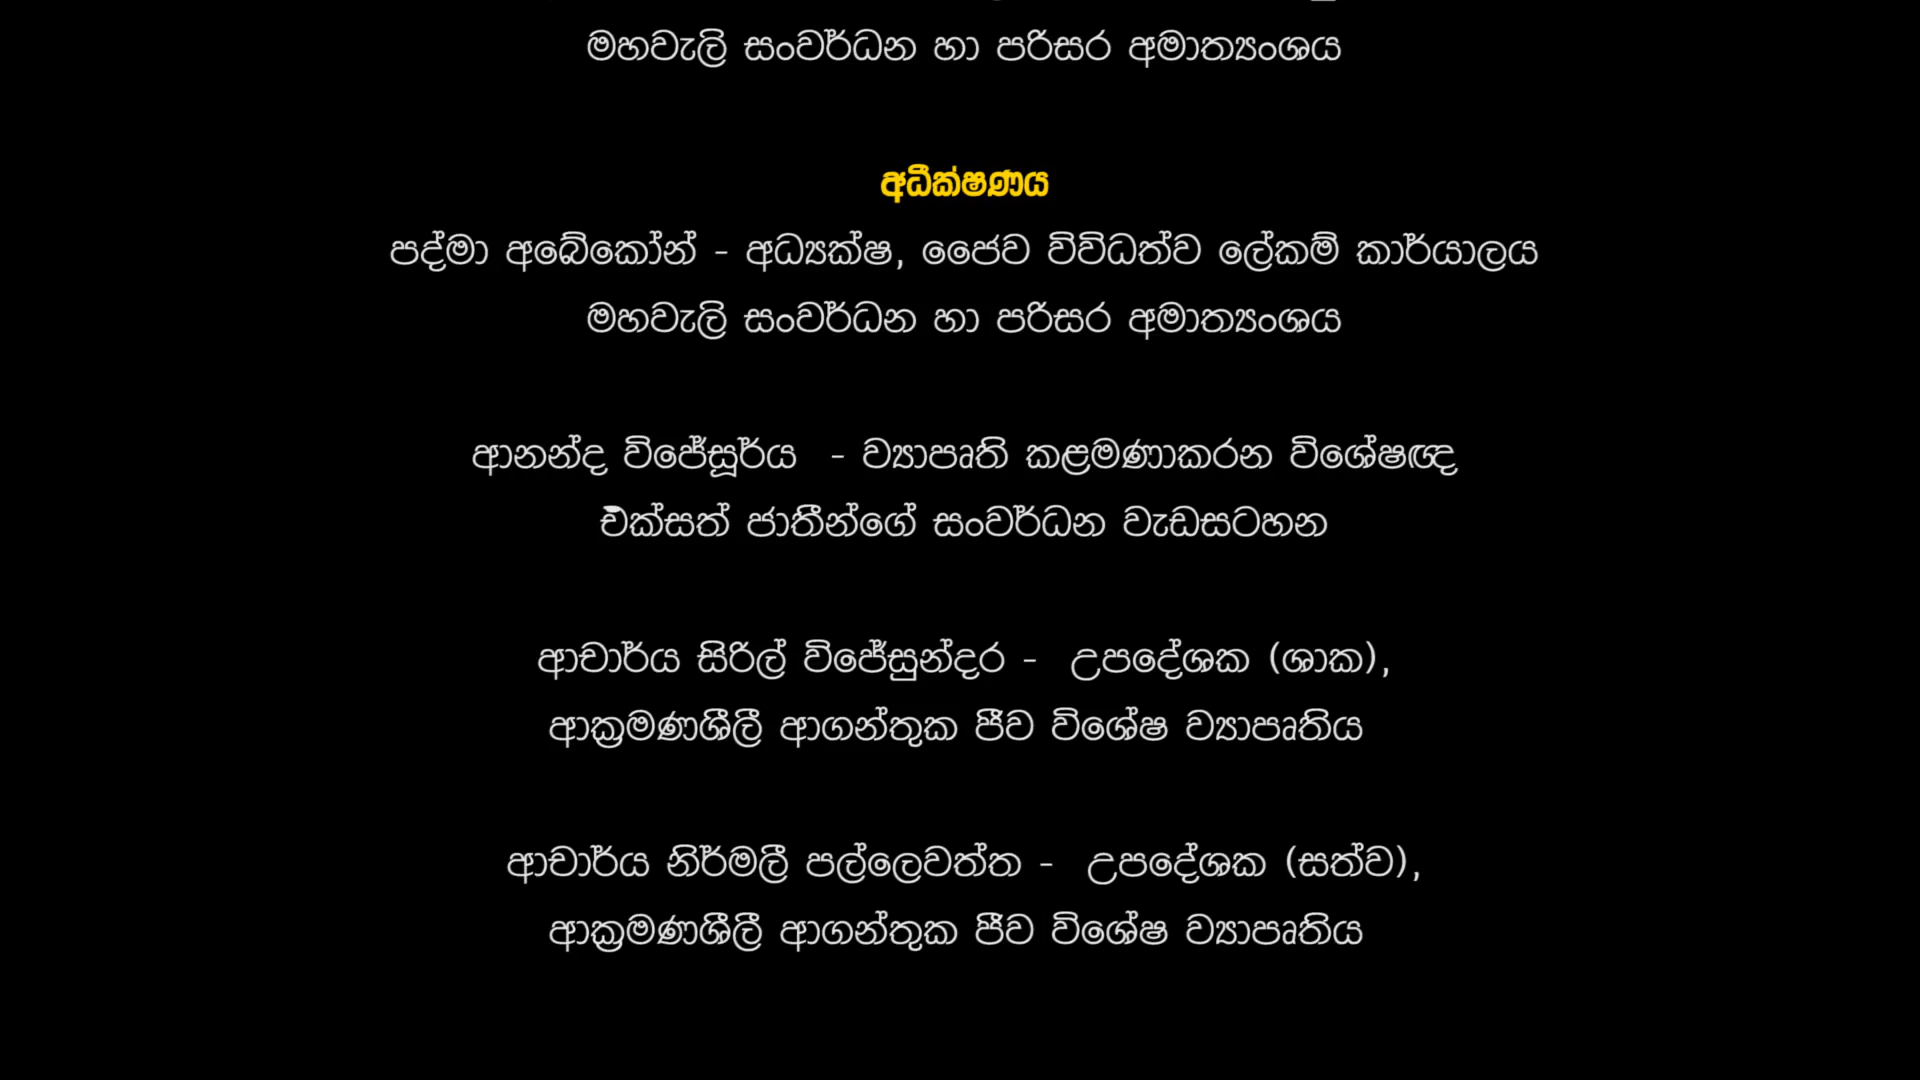 මහවැලි සංවර්ධන හා පරිසර අමාත්‍යංශය
අධීක්ෂණය
පද්මා අබේකෝන් - අධ්‍යක්ෂ, ජෛව විවිධත්ව ලේකම් කාර්යාලය
මහවැලි සංවර්ධන හා පරිසර අමාත්‍යංශය
ආනන්ද විජේසූර්ය - ව්‍යාපෘති කළමණාකරන විශේෂඥ
එක්සත් ජාතීන්ගේ සංවර්ධන වැඩසටහන
ආචාර්ය සිරිල් විජේසුන්දර - උපදේශක (ශාක),
ආක්‍රමණශීලී ආගන්තුක ජීව විශේෂ ව්‍යාපෘතිය
ආචාර්ය නිර්මලී පල්ලෙවත්ත - උපදේශක (සත්ව),
ආක්‍රමණශීලී ආගන්තුක ජීව විශේෂ ව්‍යාපෘතිය